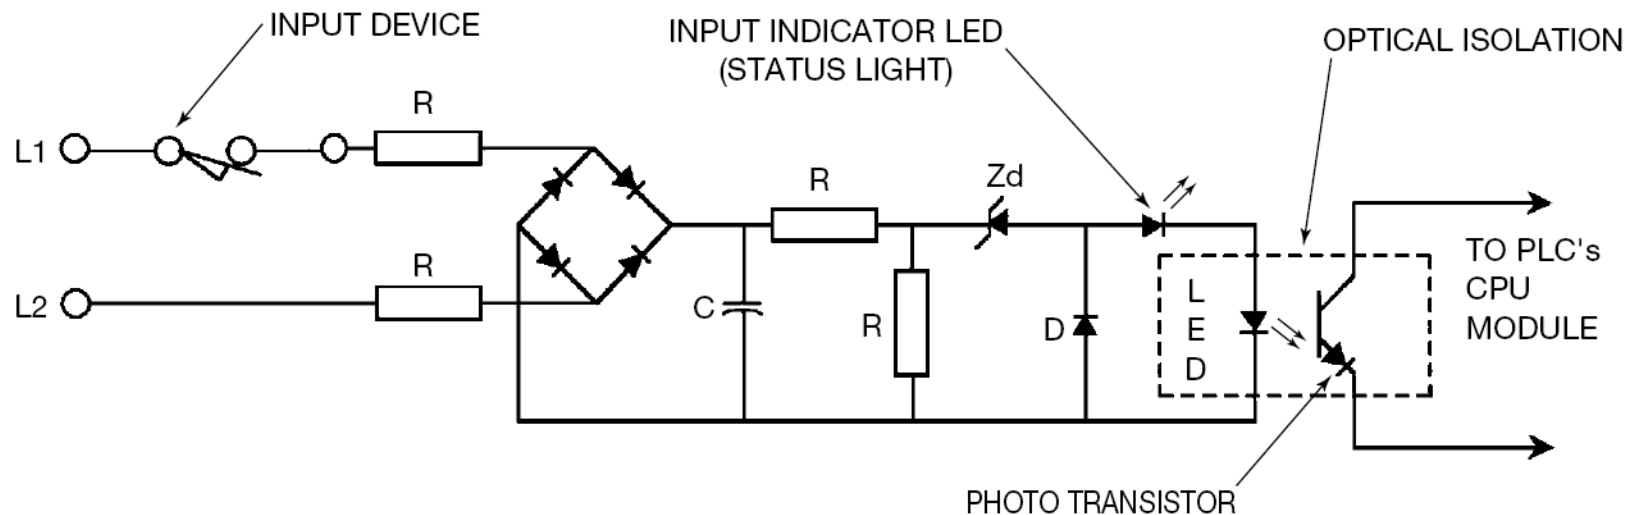 INPUT DEVICE
INPUT INDICATOR LED
(STATUS LIGHT)
OPTICAL ISOLATION
R
L1
R
Zd
TO PLC's
CPU
MODULE
R
L2
C
R
D
L
E
D
PHOTO TRANSISTOR